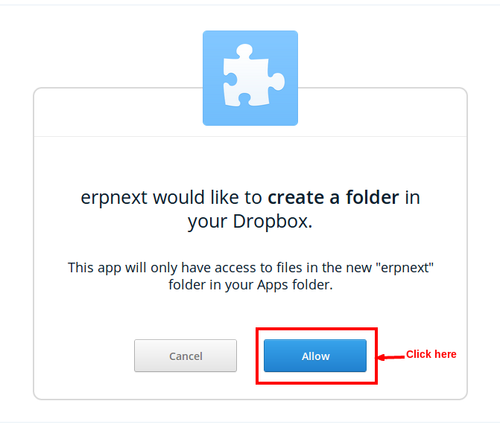 erpnext would like to create a folder in
your Dropbox.
This app will only have access to files in the new "erpnext"
folder in your Apps folder.
Cancel
Allow
Click here